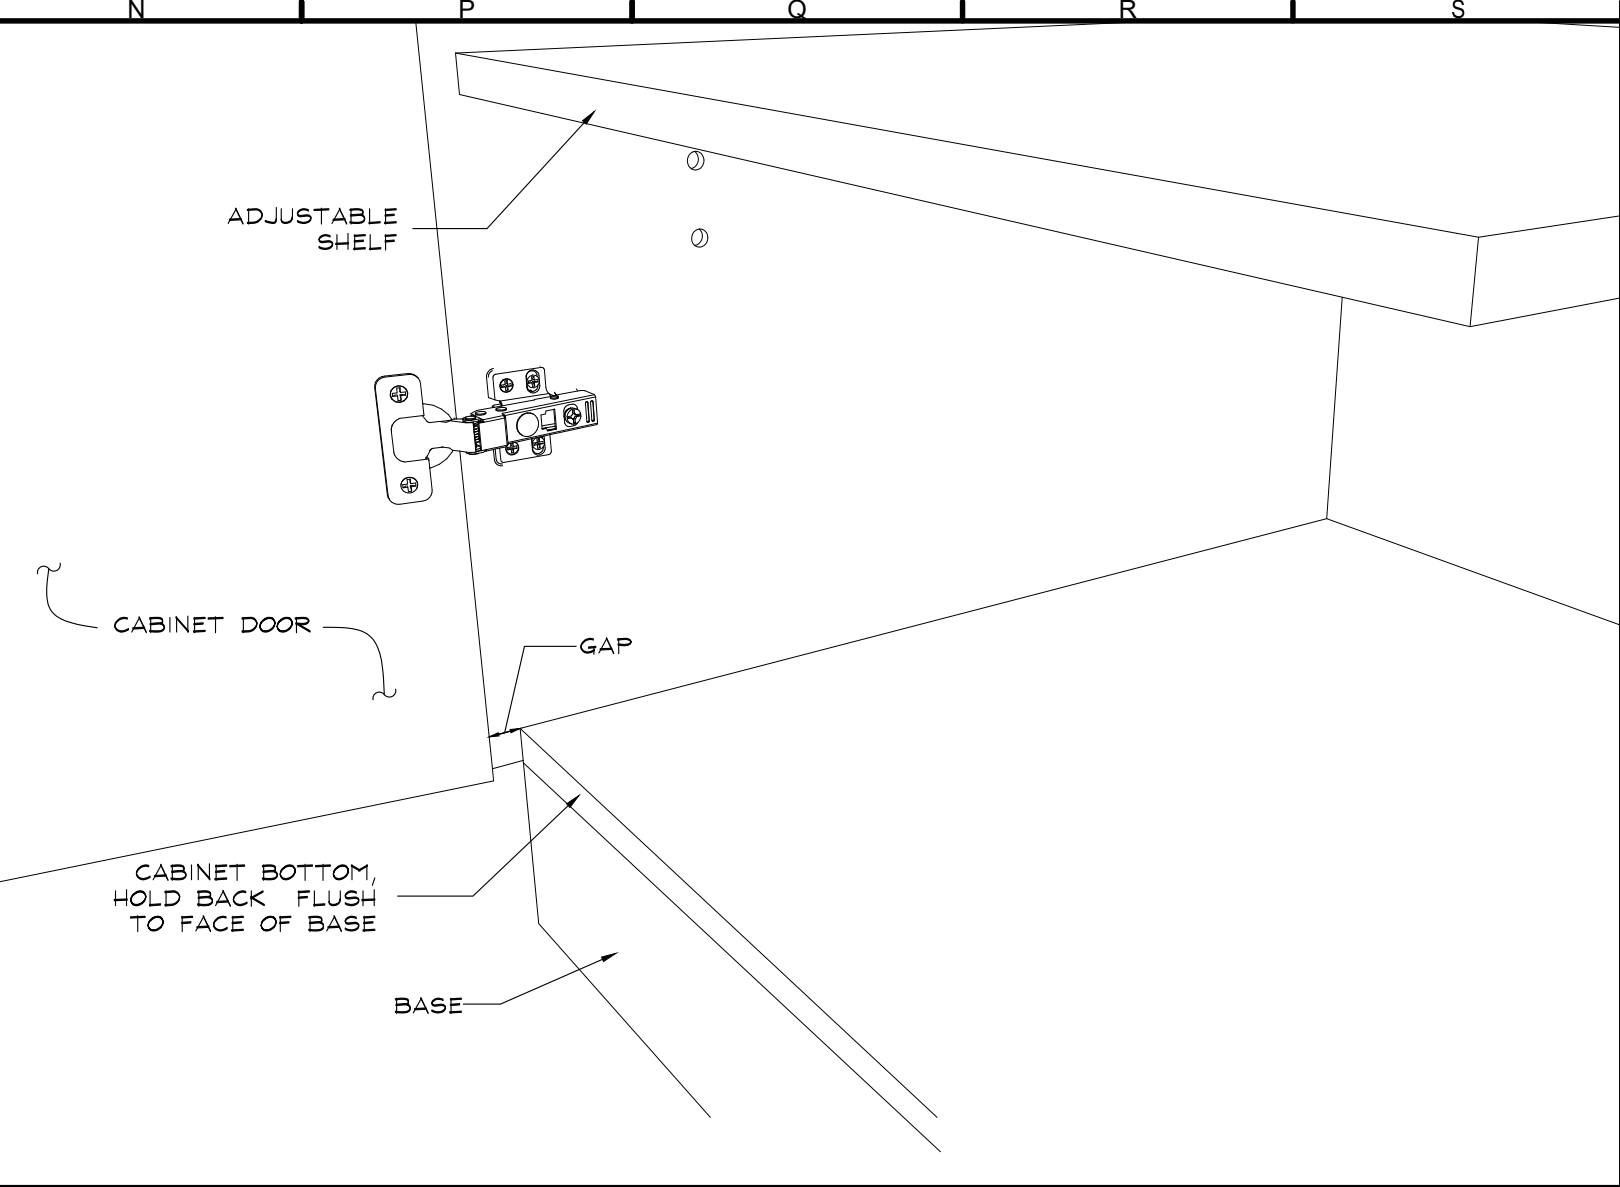 N P Q R S
ADJUSTABLE
SHELF
CABINET DOOR
GAP
CABINET BOTTOM,
HOLD BACK FLUSH
TO FACE OF BASE
BASE